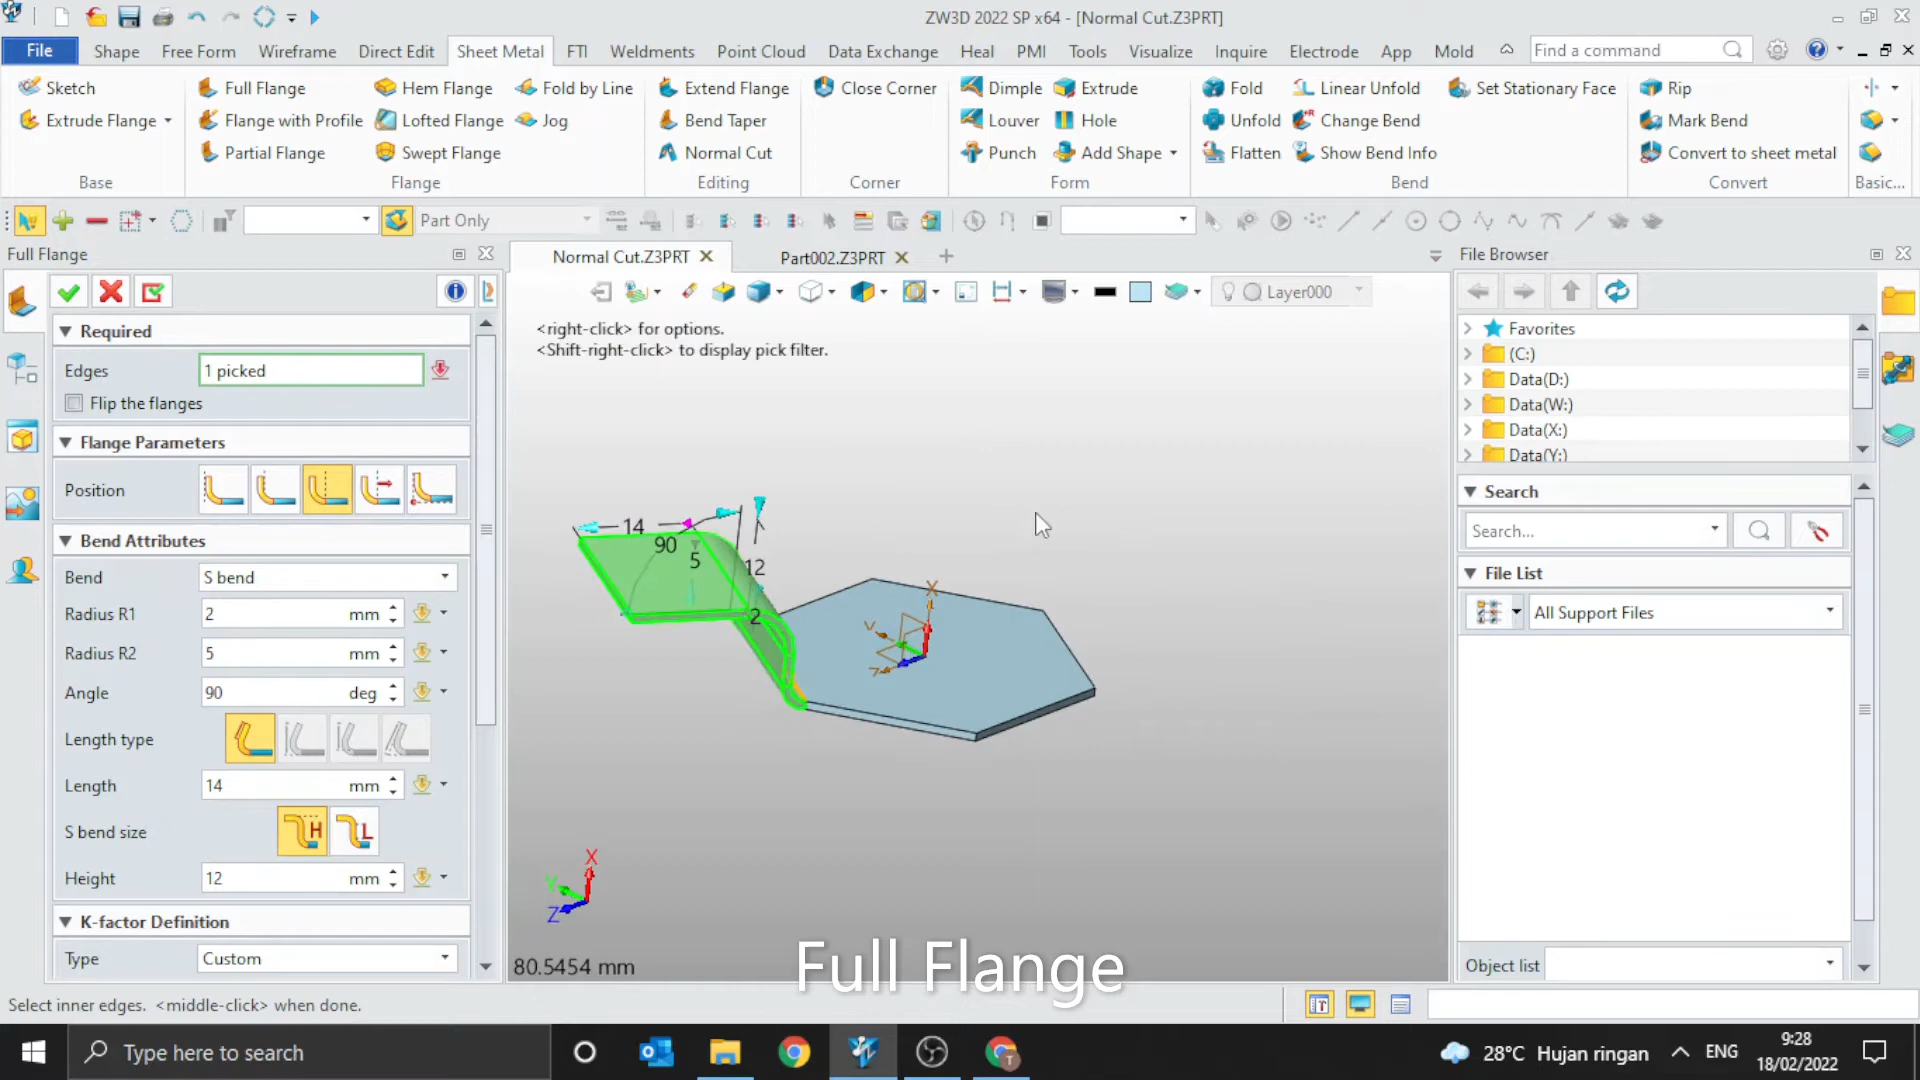 ZW3D 2022 SP x64 - [Normal Cut.Z3PRT]
File Shape Free Form Wireframe Direct Edit Sheet Metal FTI Weldments Point Cloud Data Exchange Heal PMI Tools Visualize Inquire Electrode App Mold Find a command
Sketch Full Flange Hem Flange Fold by Line Extend Flange Close Corner Dimple Extrude Fold Linear Unfold Set Stationary Face Rip
Extrude Flange Flange with Profile Lofted Flange Jog Bend Taper Louver Hole Unfold Change Bend Mark Bend
Partial Flange Swept Flange Normal Cut Punch Add Shape Flatten Show Bend Info Convert to sheet metal
Base Flange Editing Corner Form Bend Convert Basic...
Part Only
Full Flange Normal Cut.Z3PRT Part002.Z3PRT File Browser
Layer000
<right-click> for options.
<Shift-right-click> to display pick filter.
Required
Edges 1 picked
Flip the flanges
Flange Parameters
Position
Bend Attributes
Bend S bend
Radius R1 2 mm
Radius R2 5 mm
Angle 90 deg
Length type
Length 14 mm
S bend size
H L
Height 12 mm
K-factor Definition
Type Custom
14
90
5
12
2
X
Y
Z
X
Y
Z
80.5454 mm
Full Flange
Favorites
(C:)
Data(D:)
Data(W:)
Data(X:)
Data(Y:)
Search
Search...
File List
All Support Files
Object list
Select inner edges. <middle-click> when done.
Type here to search
28°C Hujan ringan
ENG
9:28
18/02/2022